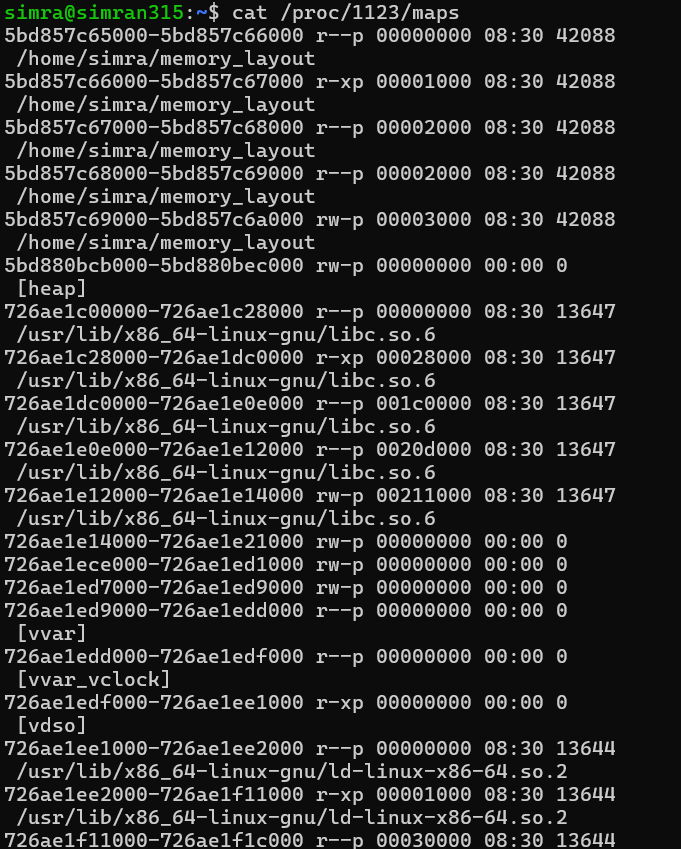 simra@simran315:~$ cat /proc/1123/maps
5bd857c65000-5bd857c66000 r--p 00000000 08:30 42088
/home/simra/memory_layout
5bd857c66000-5bd857c67000 r-xp 00001000 08:30 42088
/home/simra/memory_layout
5bd857c67000-5bd857c68000 r--p 00002000 08:30 42088
/home/simra/memory_layout
5bd857c68000-5bd857c69000 r--p 00002000 08:30 42088
/home/simra/memory_layout
5bd857c69000-5bd857c6a000 rw-p 00003000 08:30 42088
/home/simra/memory_layout
5bd880bcb000-5bd880bec000 rw-p 00000000 00:00 0
[heap]
726ae1c00000-726ae1c28000 r--p 00000000 08:30 13647
/usr/lib/x86_64-linux-gnu/libc.so.6
726ae1c28000-726ae1dc0000 r-xp 00028000 08:30 13647
/usr/lib/x86_64-linux-gnu/libc.so.6
726ae1dc0000-726ae1e0e000 r--p 001c0000 08:30 13647
/usr/lib/x86_64-linux-gnu/libc.so.6
726ae1e0e000-726ae1e12000 r--p 0020d000 08:30 13647
/usr/lib/x86_64-linux-gnu/libc.so.6
726ae1e12000-726ae1e14000 rw-p 00211000 08:30 13647
/usr/lib/x86_64-linux-gnu/libc.so.6
726ae1e14000-726ae1e21000 rw-p 00000000 00:00 0
726ae1ece000-726ae1ed1000 rw-p 00000000 00:00 0
726ae1ed7000-726ae1ed9000 rw-p 00000000 00:00 0
726ae1ed9000-726ae1edd000 r--p 00000000 00:00 0
[vvar]
726ae1edd000-726ae1edf000 r--p 00000000 00:00 0
[vvar_vclock]
726ae1edf000-726ae1ee1000 r-xp 00000000 00:00 0
[vdso]
726ae1ee1000-726ae1ee2000 r--p 00000000 08:30 13644
/usr/lib/x86_64-linux-gnu/ld-linux-x86-64.so.2
726ae1ee2000-726ae1f11000 r-xp 00001000 08:30 13644
/usr/lib/x86_64-linux-gnu/ld-linux-x86-64.so.2
726ae1f11000-726ae1f1c000 r--p 00030000 08:30 13644